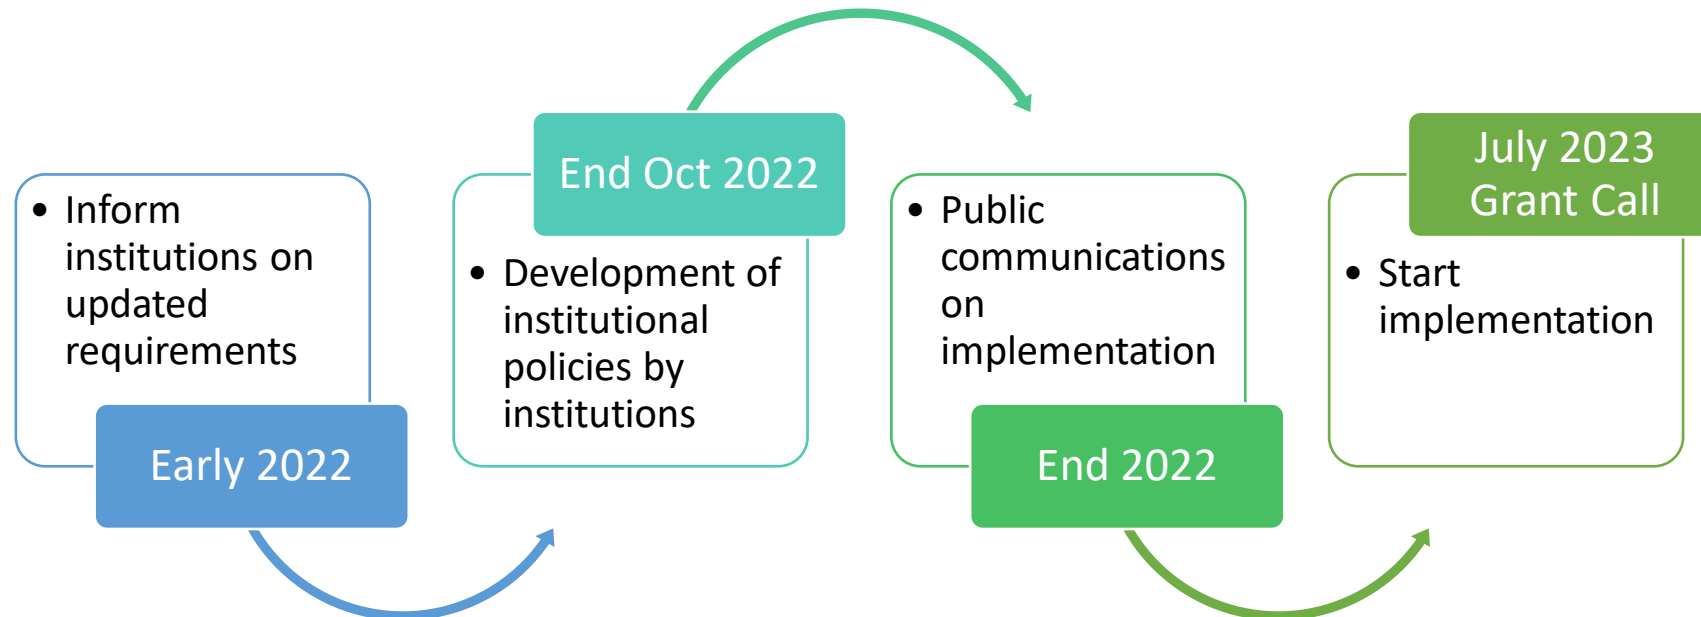 • Inform
institutions on
updated
requirements
Early 2022
End Oct 2022
• Development of
institutional
policies by
institutions
• Public
communications
on
implementation
End 2022
July 2023
Grant Call
• Start
implementation